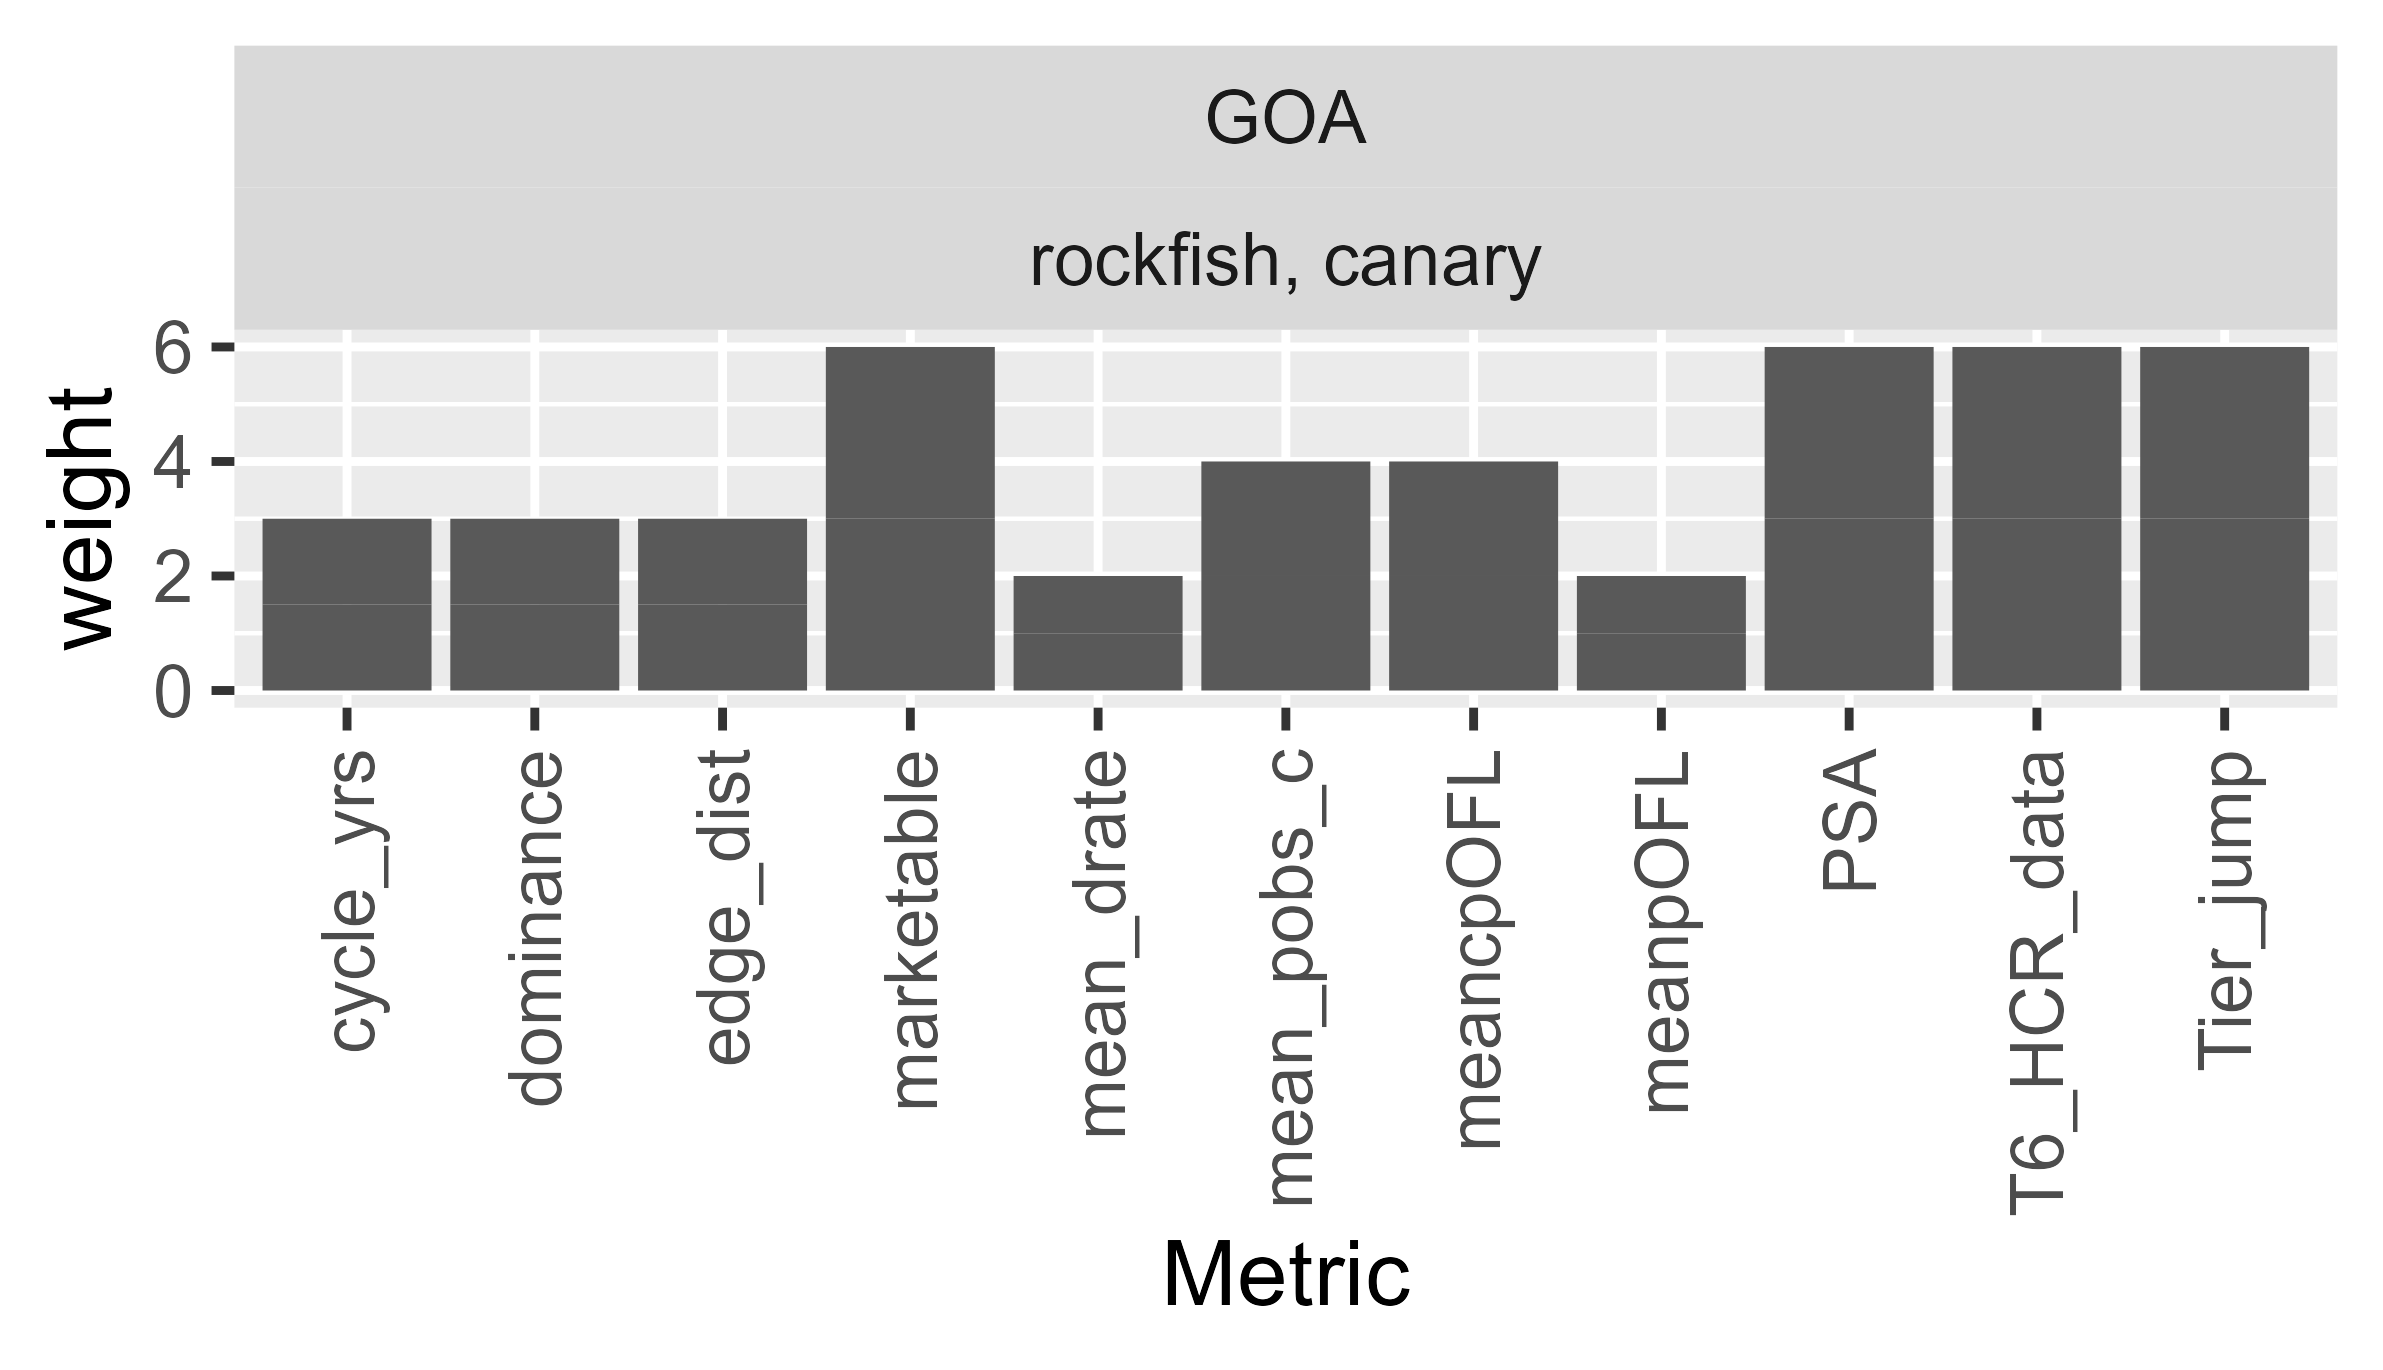 GOA
rockfish, canary
weight
6
4
2
0
cycle_yrs
dominance
edge_dist
marketable
mean_drate
mean_pobs_c
meancpOFL
meanpOFL
PSA
T6_HCR_data
Tier_jump
Metric